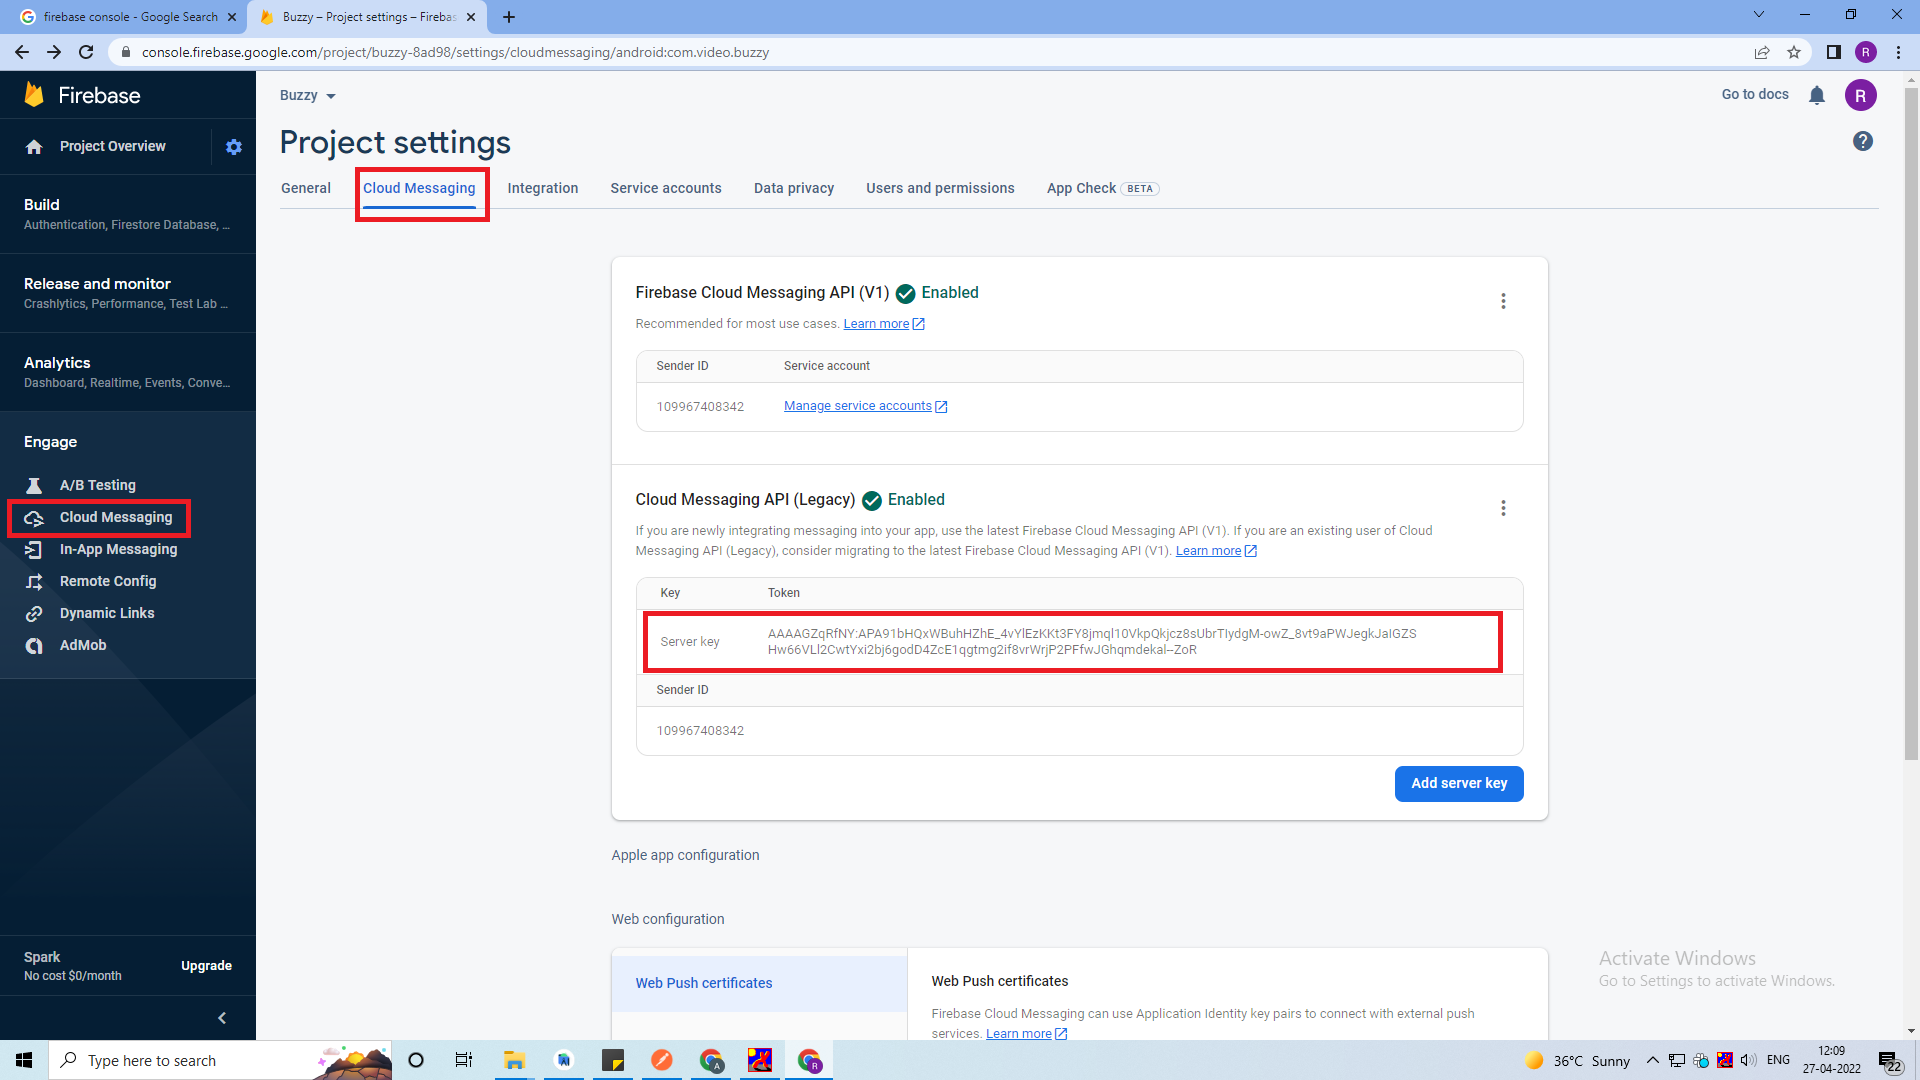 firebase console - Google Search
Buzzy – Project settings – Firebas
console.firebase.google.com/project/buzzy-8ad98/settings/cloudmessaging/android:com.video.buzzy
R
Firebase
Buzzy
Go to docs
R
Project Overview
Project settings
General
Cloud Messaging
Integration
Service accounts
Data privacy
Users and permissions
App Check BETA
Build
Authentication, Firestore Database, ...
Release and monitor
Crashlytics, Performance, Test Lab ...
Analytics
Dashboard, Realtime, Events, Conve...
Engage
A/B Testing
Cloud Messaging
In-App Messaging
Remote Config
Dynamic Links
AdMob
Spark
No cost $0/month
Upgrade
Firebase Cloud Messaging API (V1) Enabled
Recommended for most use cases. Learn more
Sender ID Service account
109967408342 Manage service accounts
Cloud Messaging API (Legacy) Enabled
If you are newly integrating messaging into your app, use the latest Firebase Cloud Messaging API (V1). If you are an existing user of Cloud
Messaging API (Legacy), consider migrating to the latest Firebase Cloud Messaging API (V1). Learn more
Key Token
Server key
AAAAGZqRfNY:APA91bHQxWBuhHZhE_4vYlEzKKt3FY8jmql10VkpQkjcz8sUbrTIydgM-owZ_8vt9aPWJegkJaIGZS
Hw66VLl2CwtYxi2bj6godD4ZcE1qgtmg2if8vrWrjP2PFfwJGhqmdekal--ZoR
Sender ID
109967408342
Add server key
Apple app configuration
Web configuration
Web Push certificates
Web Push certificates
Firebase Cloud Messaging can use Application Identity key pairs to connect with external push
services. Learn more
Activate Windows
Go to Settings to activate Windows.
Type here to search
A
R
36°C Sunny
ENG
12:09
27-04-2022
22